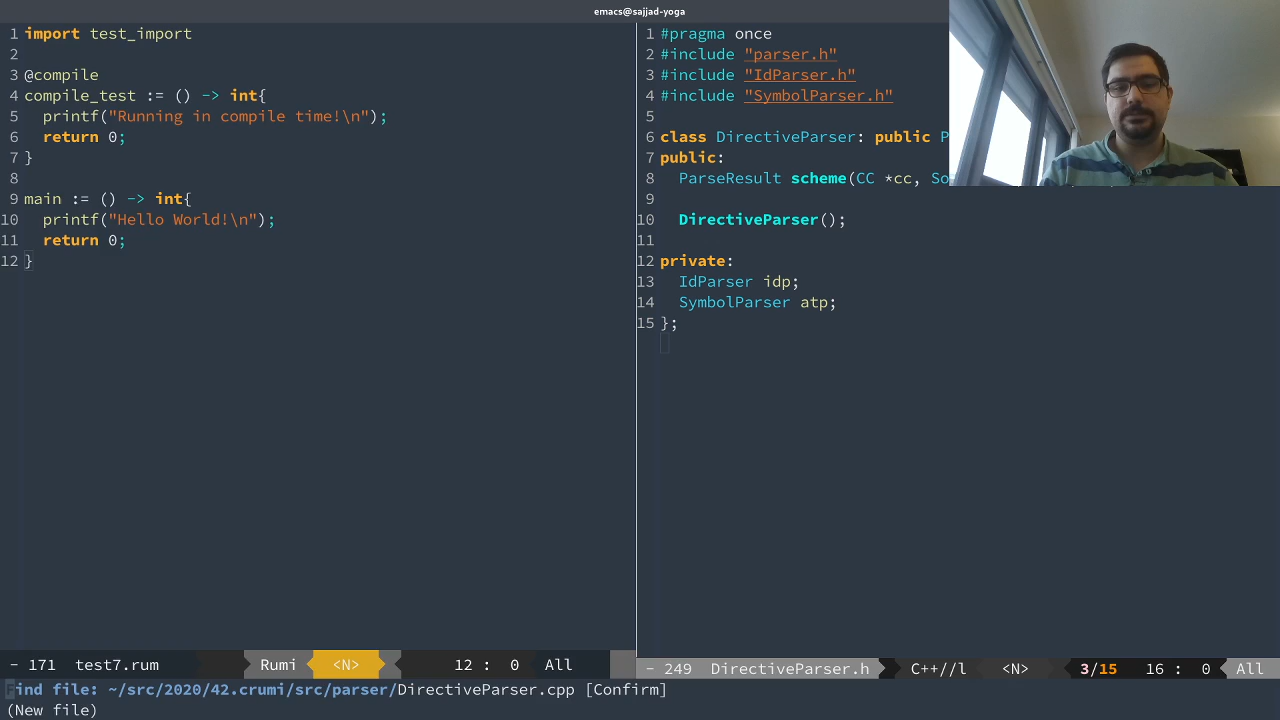 emacs@sajjad-yoga
1 import test_import
2
3 @compile
4 compile_test := () -> int{
5 printf("Running in compile time!\n");
6 return 0;
7 }
8
9 main := () -> int{
10 printf("Hello World!\n");
11 return 0;
12 }
- 171 test7.rum Rumi <N> 12 : 0 All
1 #pragma once
2 #include "parser.h"
3 #include "IdParser.h"
4 #include "SymbolParser.h"
5
6 class DirectiveParser: public P
7 public:
8 ParseResult scheme(CC *cc, So
9
10 DirectiveParser();
11
12 private:
13 IdParser idp;
14 SymbolParser atp;
15 };
- 249 DirectiveParser.h C++//l <N> 3/15 16 : 0 All
Find file: ~/src/2020/42.crumi/src/parser/DirectiveParser.cpp [Confirm]
(New file)